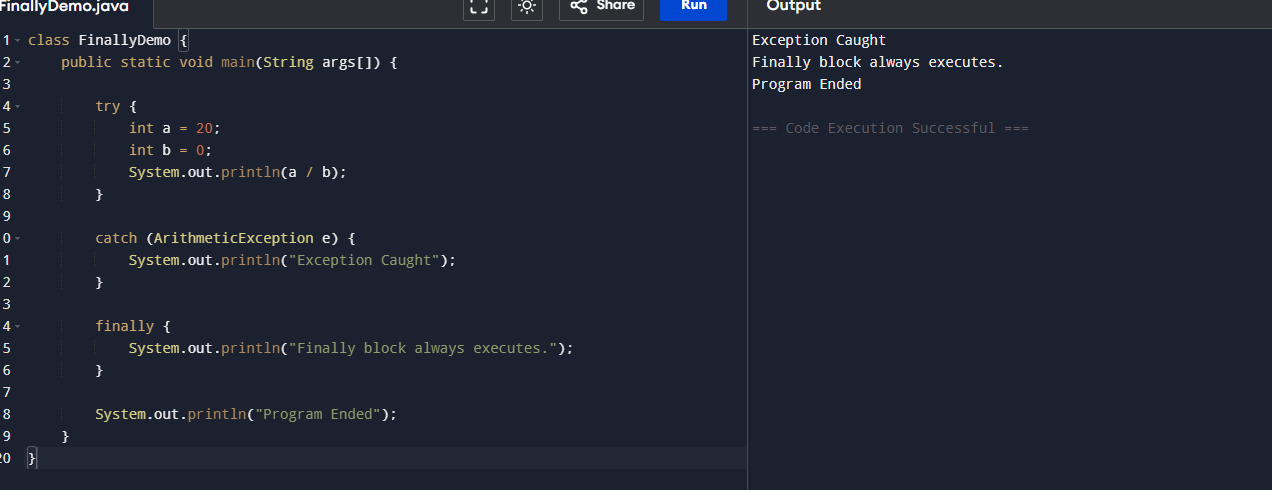 FinallyDemo.java
Share
Run
Output
1 class FinallyDemo {
2 public static void main(String args[]) {
3
4 try {
5 int a = 20;
6 int b = 0;
7 System.out.println(a / b);
8 }
9
0 catch (ArithmeticException e) {
1 System.out.println("Exception Caught");
2 }
3
4 finally {
5 System.out.println("Finally block always executes.");
6 }
7
8 System.out.println("Program Ended");
9 }
20 }
Exception Caught
Finally block always executes.
Program Ended
=== Code Execution Successful ===